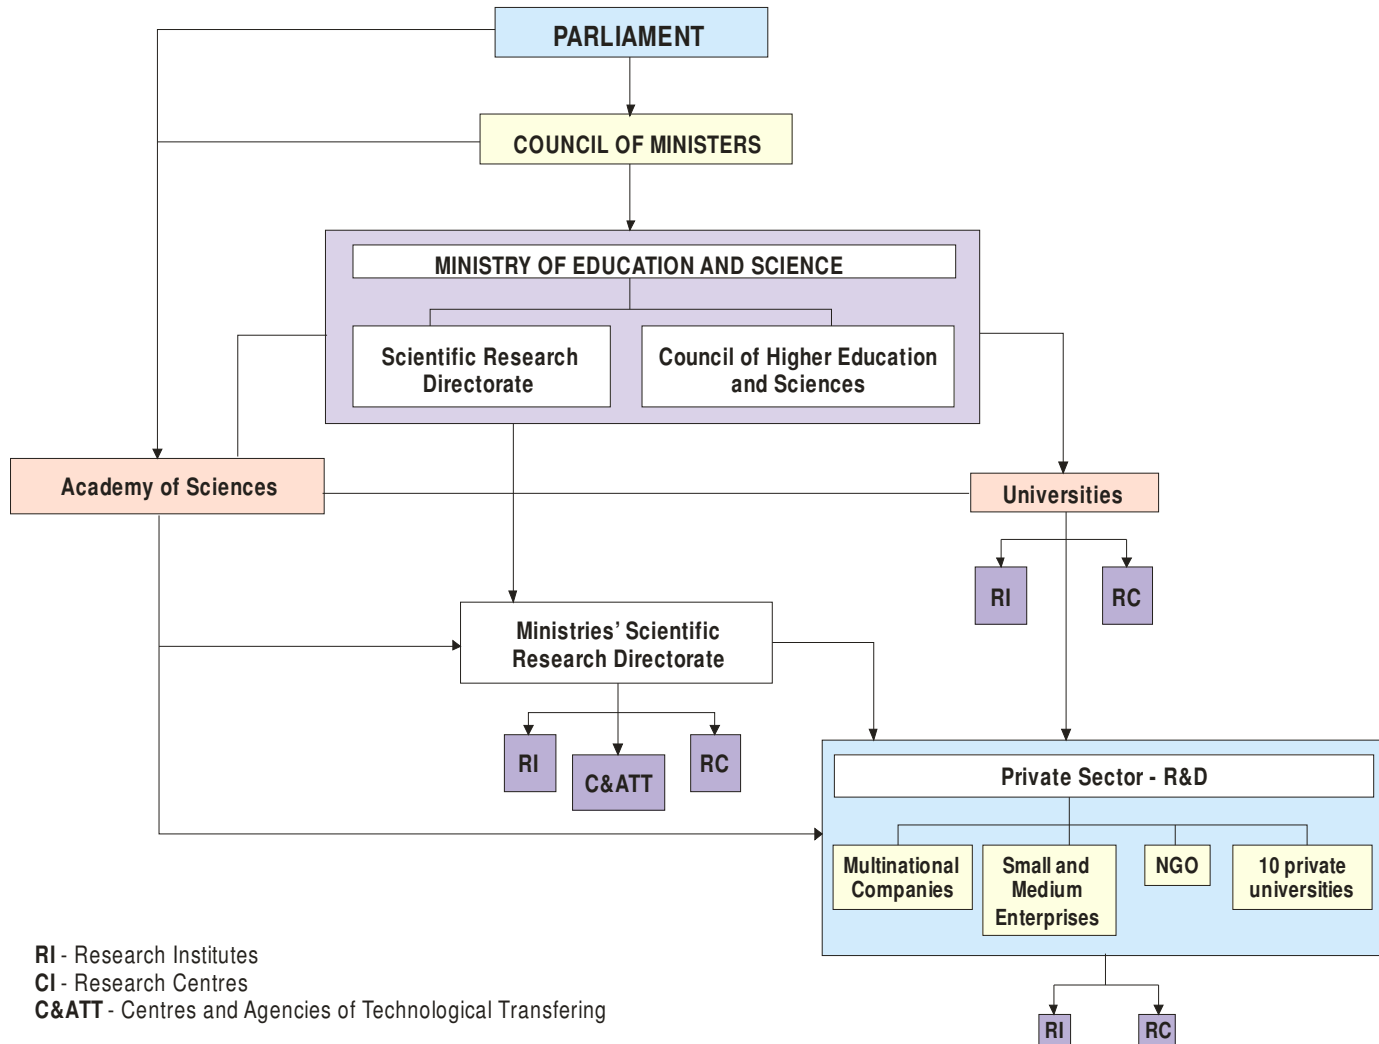 PARLIAMENT
COUNCIL OF MINISTERS
MINISTRY OF EDUCATION AND SCIENCE
Scientific Research
Directorate
Council of Higher Education
and Sciences
Academy of Sciences
Universities
RI
RC
Ministries’ Scientific
Research Directorate
RI
C&ATT
RC
Private Sector - R&D
Multinational
Companies
Small and
Medium
Enterprises
NGO
10 private
universities
RI - Research Institutes
CI - Research Centres
C&ATT - Centres and Agencies of Technological Transfering
RI
RC